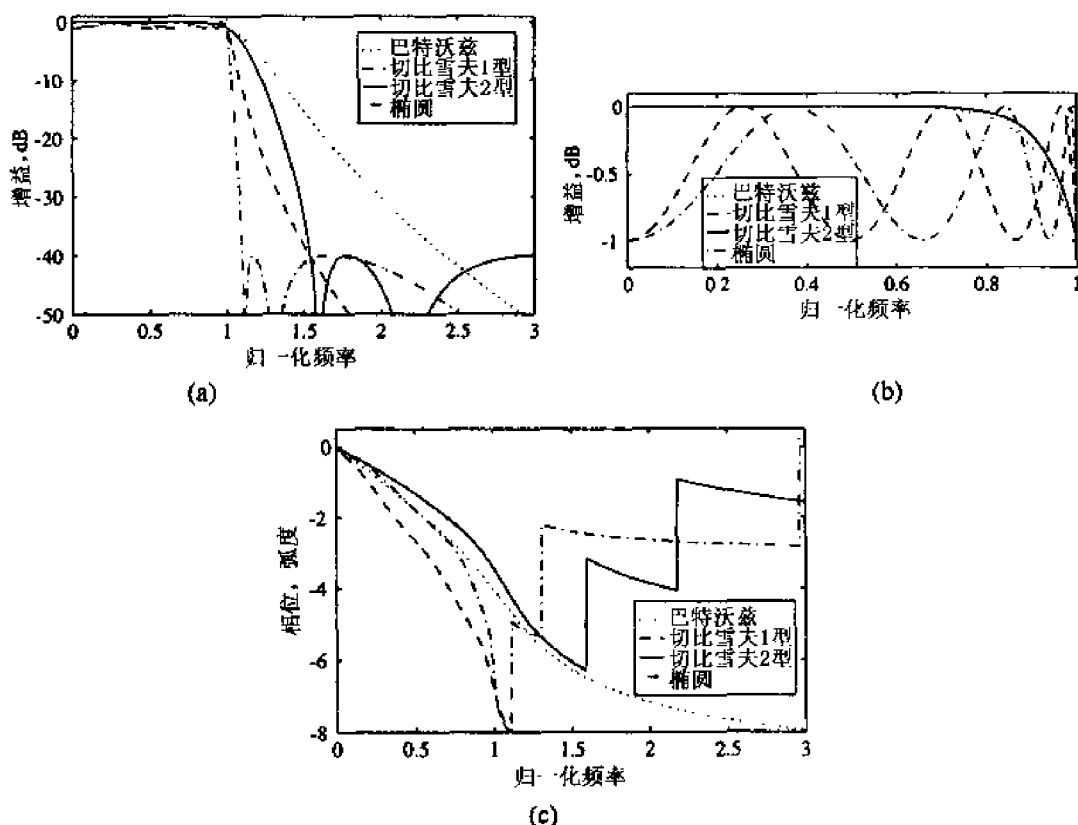 0
-10
-20
-30
-40
-50
增益,dB
巴特沃兹
切比雪夫1型
切比雪夫2型
椭圆
0 0.5 1 1.5 2 2.5 3
归一化频率
(a)
0
-0.5
-1
增益,dB
巴特沃兹
切比雪夫1型
切比雪夫2型
椭圆
0 0 2 0.4 0.6 0.8 1
归一化频率
(b)
0
-2
-4
-6
-8
相位,弧度
巴特沃兹
切比雪夫1型
切比雪夫2型
椭圆
0 0.5 1 1.5 2 2.5 3
归一化频率
(c)